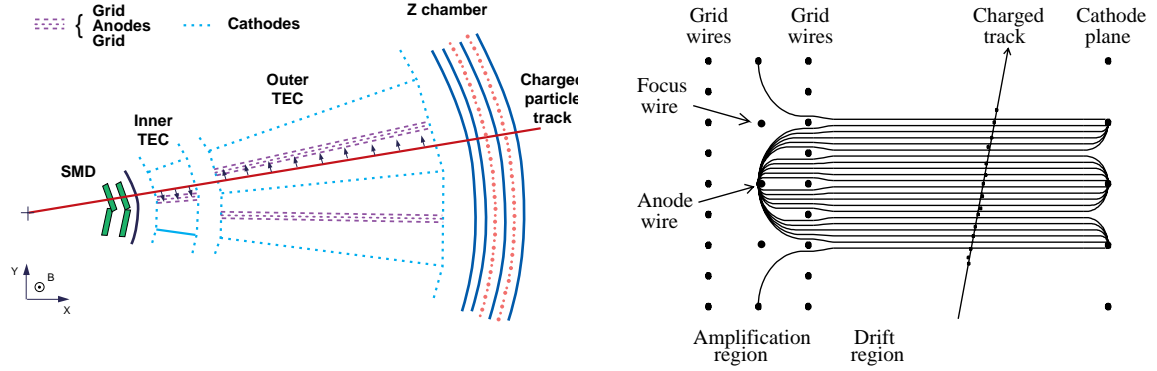 Grid
Anodes
Grid
{
Cathodes
Z chamber
Outer
TEC
Charged
particle
track
Inner
TEC
SMD
Y
B
X
Grid
wires
Grid
wires
Charged
track
Cathode
plane
Focus
wire
Anode
wire
Amplification
region
Drift
region